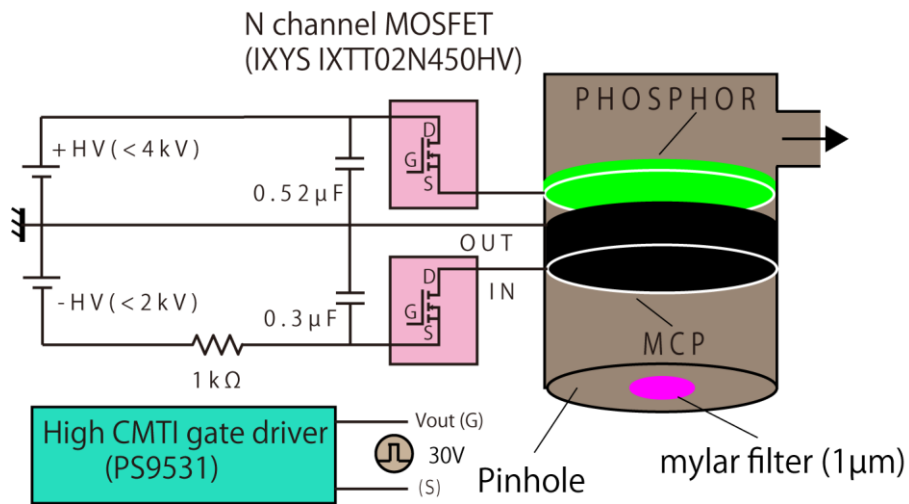 N channel MOSFET
(IXYS IXTT02N450HV)
PHOSPHOR
+HV(<4kV)
D
G
S
0.52μF
OUT
IN
-HV(<2kV)
D
G
S
0.3μF
1kΩ
MCP
High CMTI gate driver
(PS9531)
Vout (G)
30V
(S)
Pinhole
mylar filter (1μm)